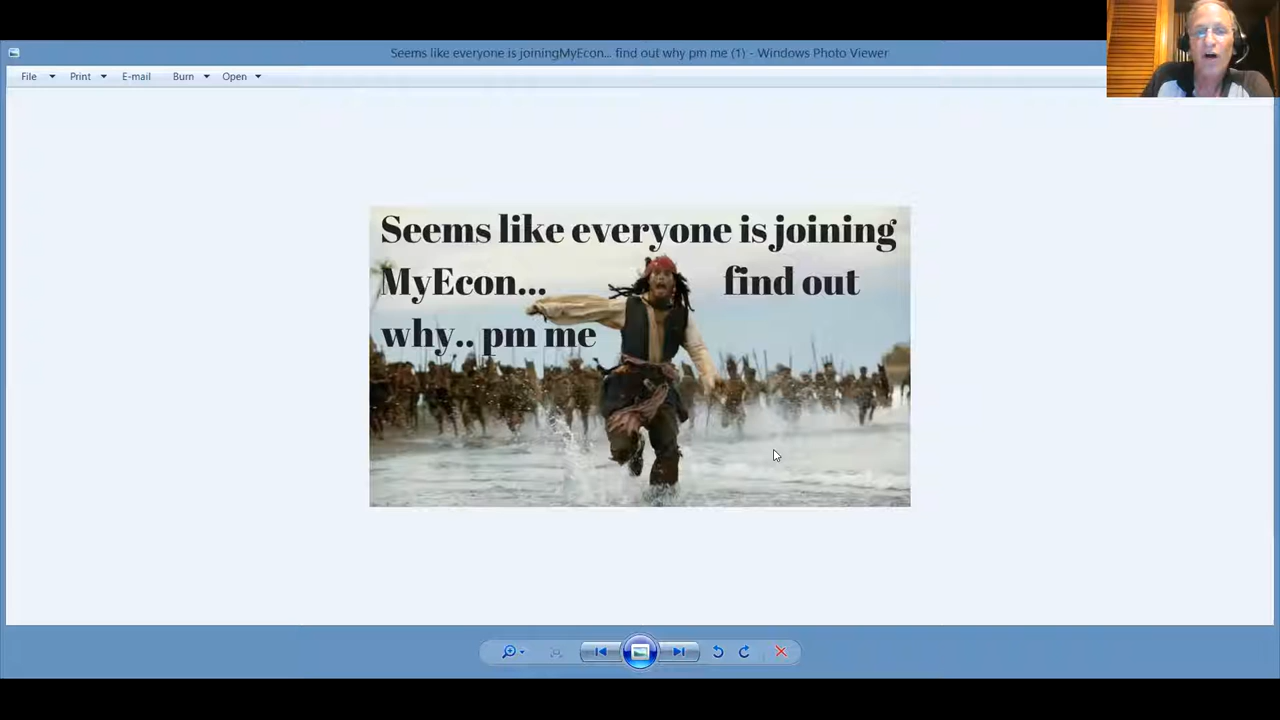 Seems like everyone is joiningMyEcon... find out why pm me (1) - Windows Photo Viewer
File Print E-mail Burn Open
Seems like everyone is joining
MyEcon... find out
why.. pm me